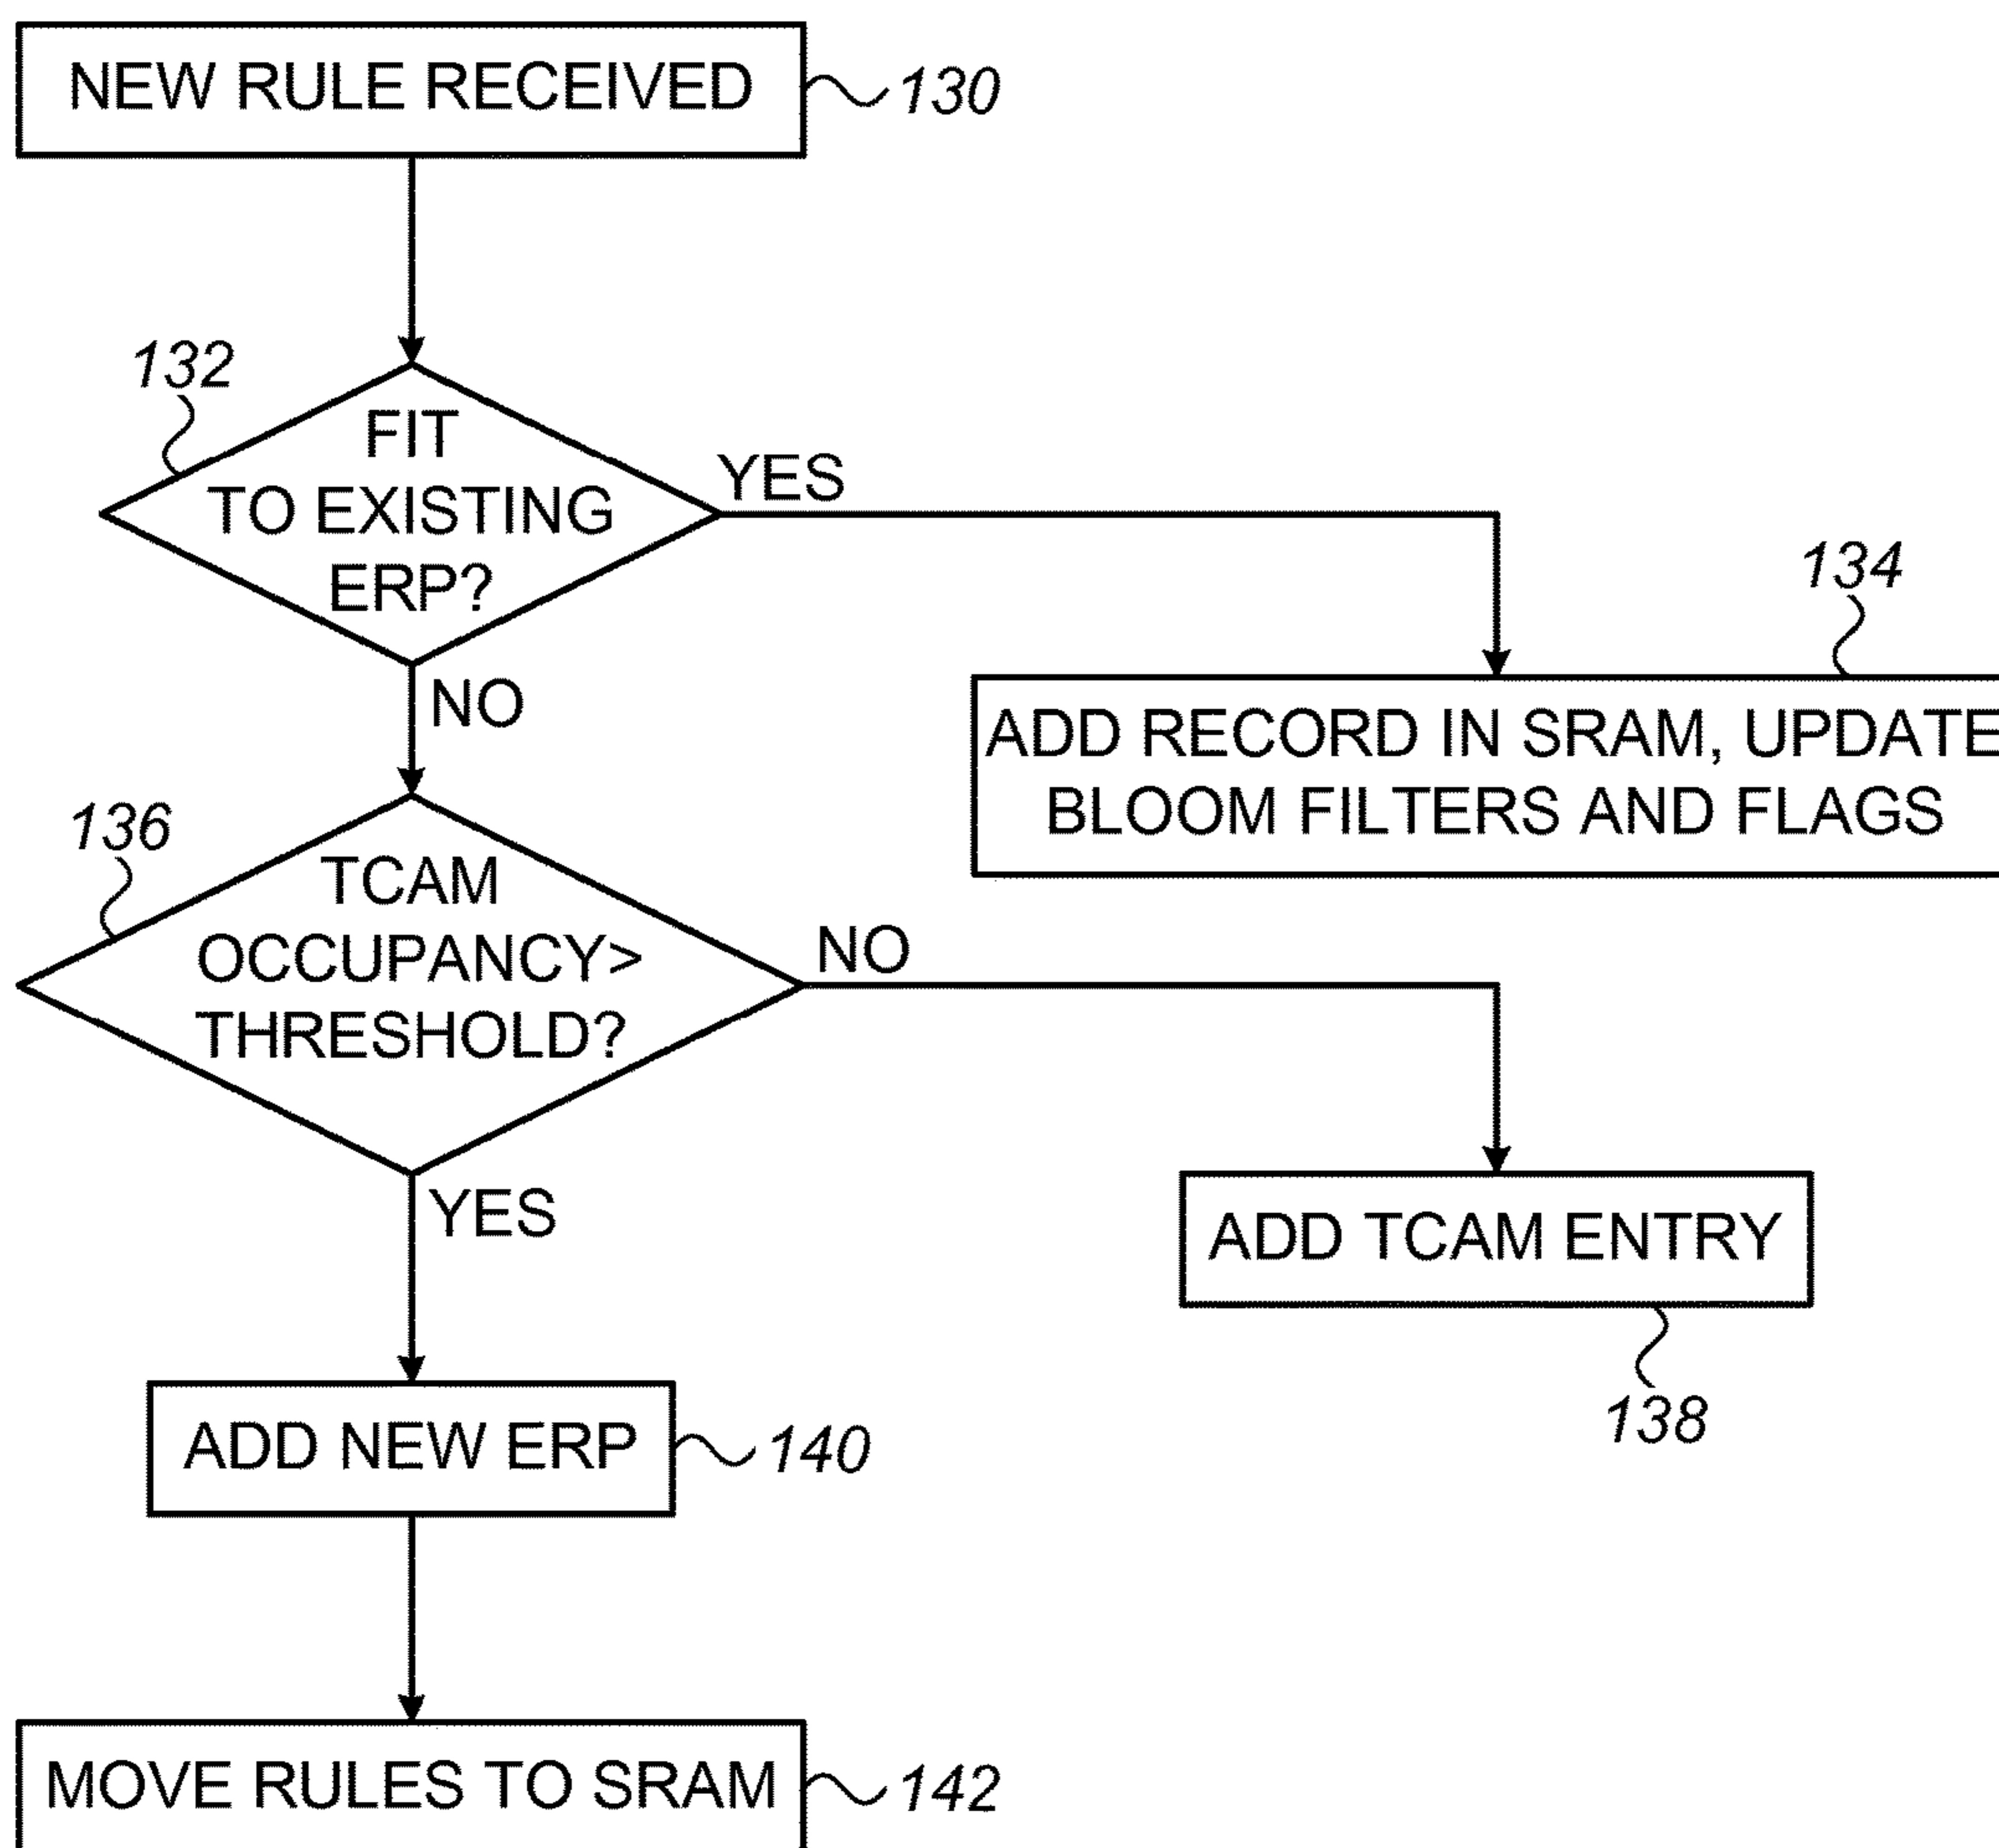 NEW RULE RECEIVED
130
132
FIT
TO EXISTING
ERP?
YES
134
ADD RECORD IN SRAM, UPDATE
BLOOM FILTERS AND FLAGS
NO
136
TCAM
OCCUPANCY>
THRESHOLD?
NO
ADD TCAM ENTRY
138
YES
ADD NEW ERP
140
MOVE RULES TO SRAM
142